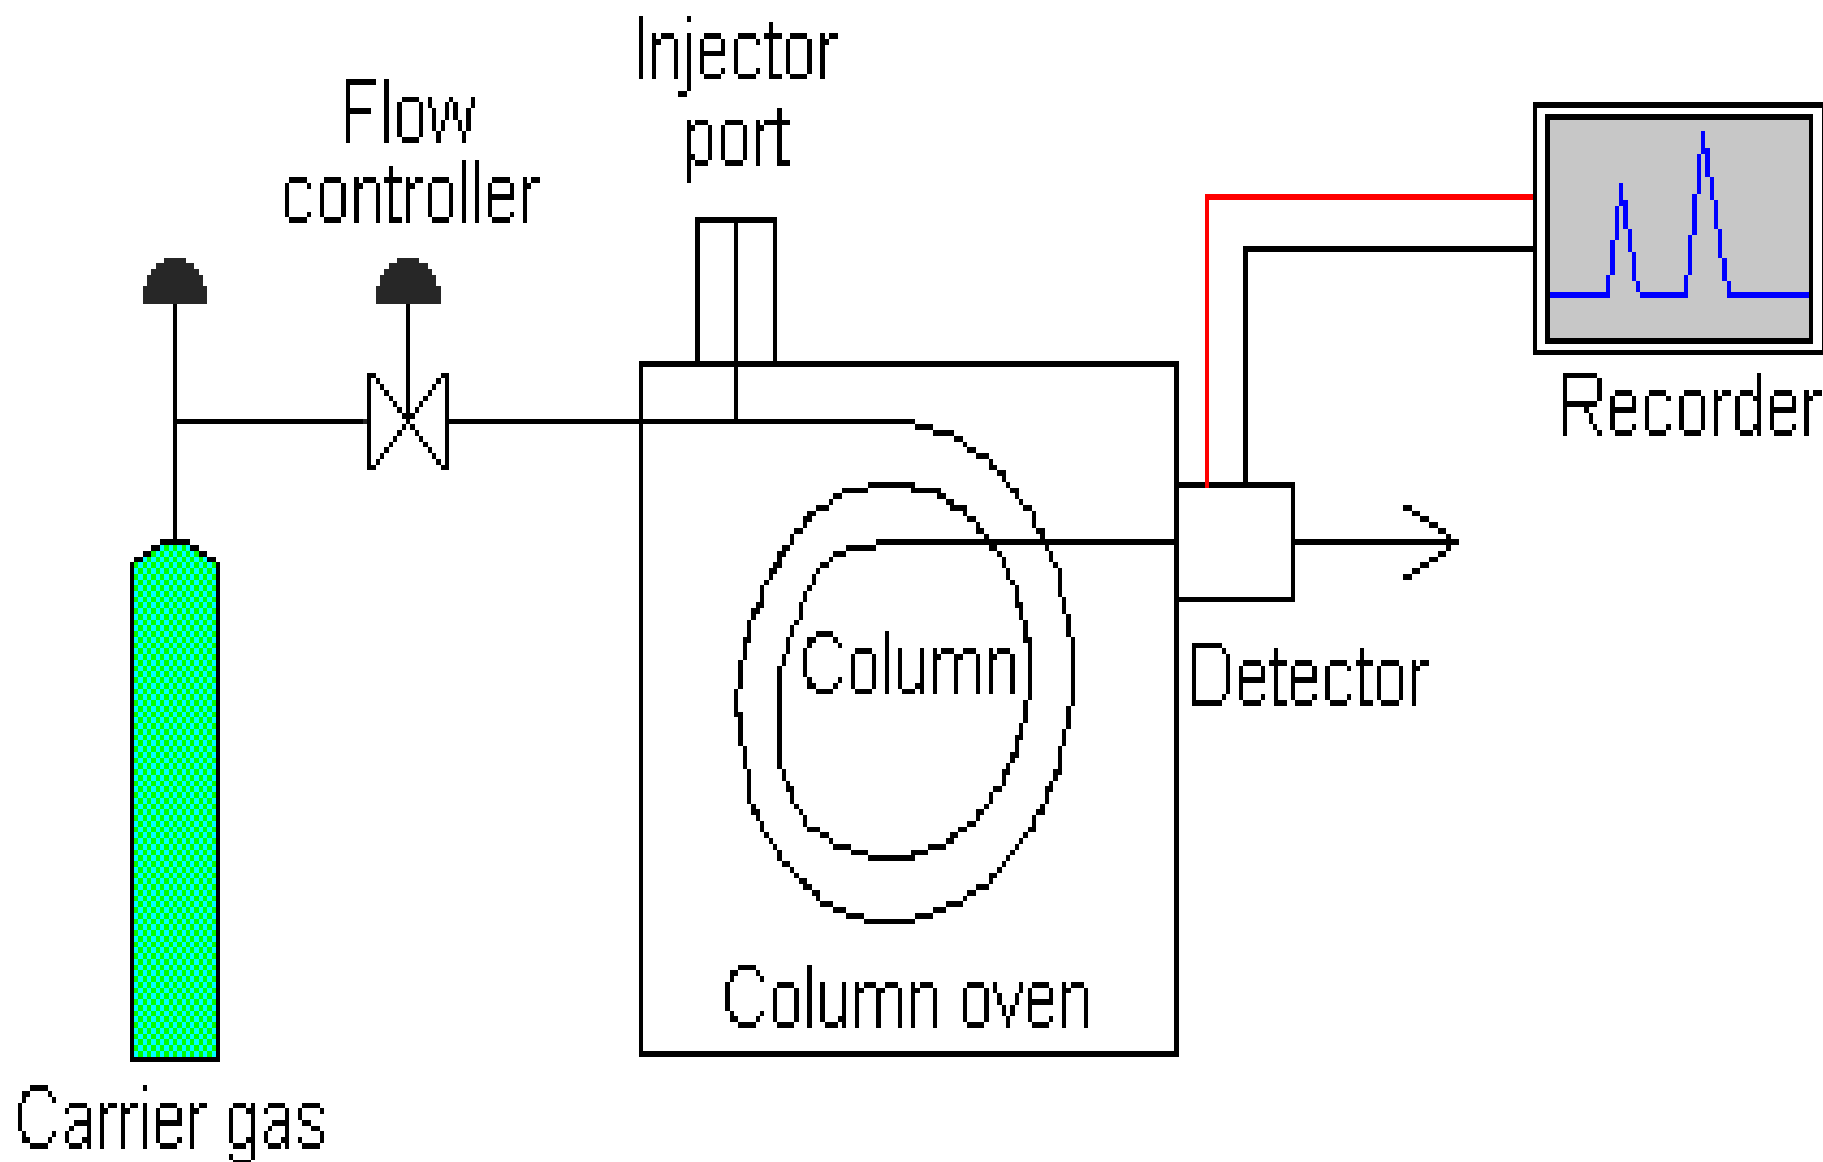 Injector
port
Flow
controller
Recorder
Column
Detector
Column oven
Carrier gas